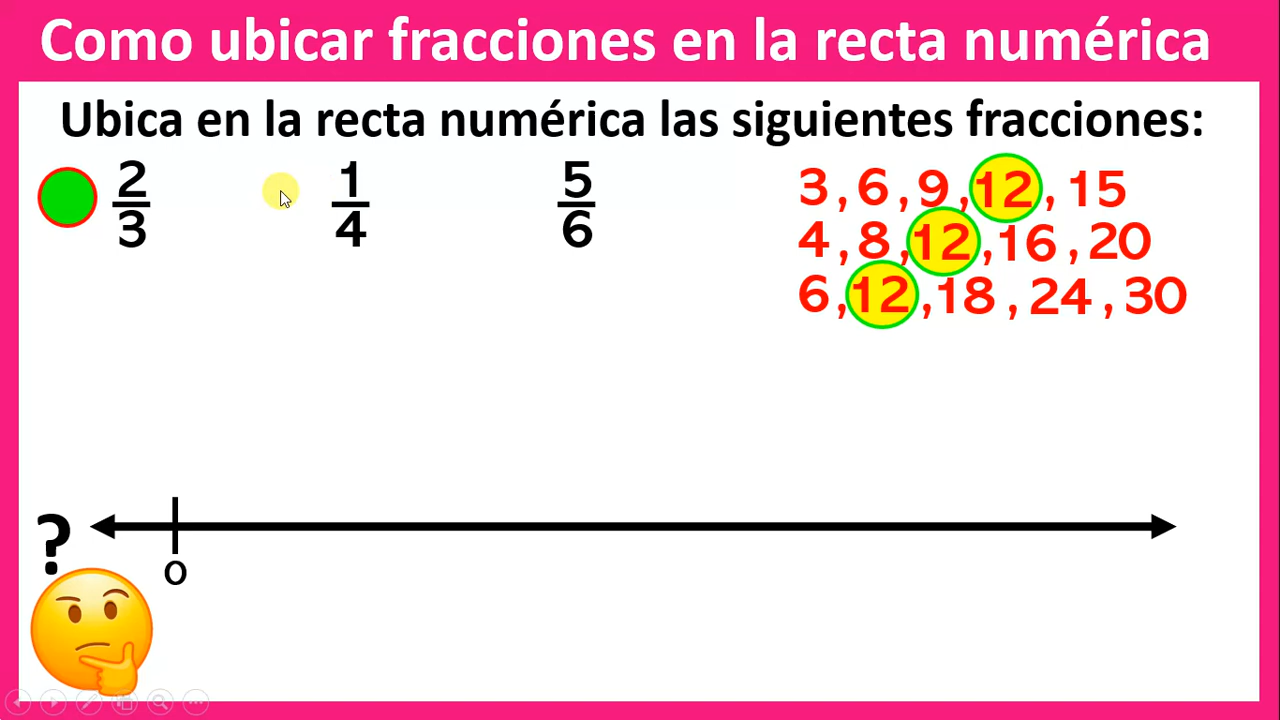 Como ubicar fracciones en la recta numérica
Ubica en la recta numérica las siguientes fracciones:
2/3 1/4 5/6
3, 6, 9, 12, 15
4, 8, 12, 16, 20
6, 12, 18, 24, 30
?
0